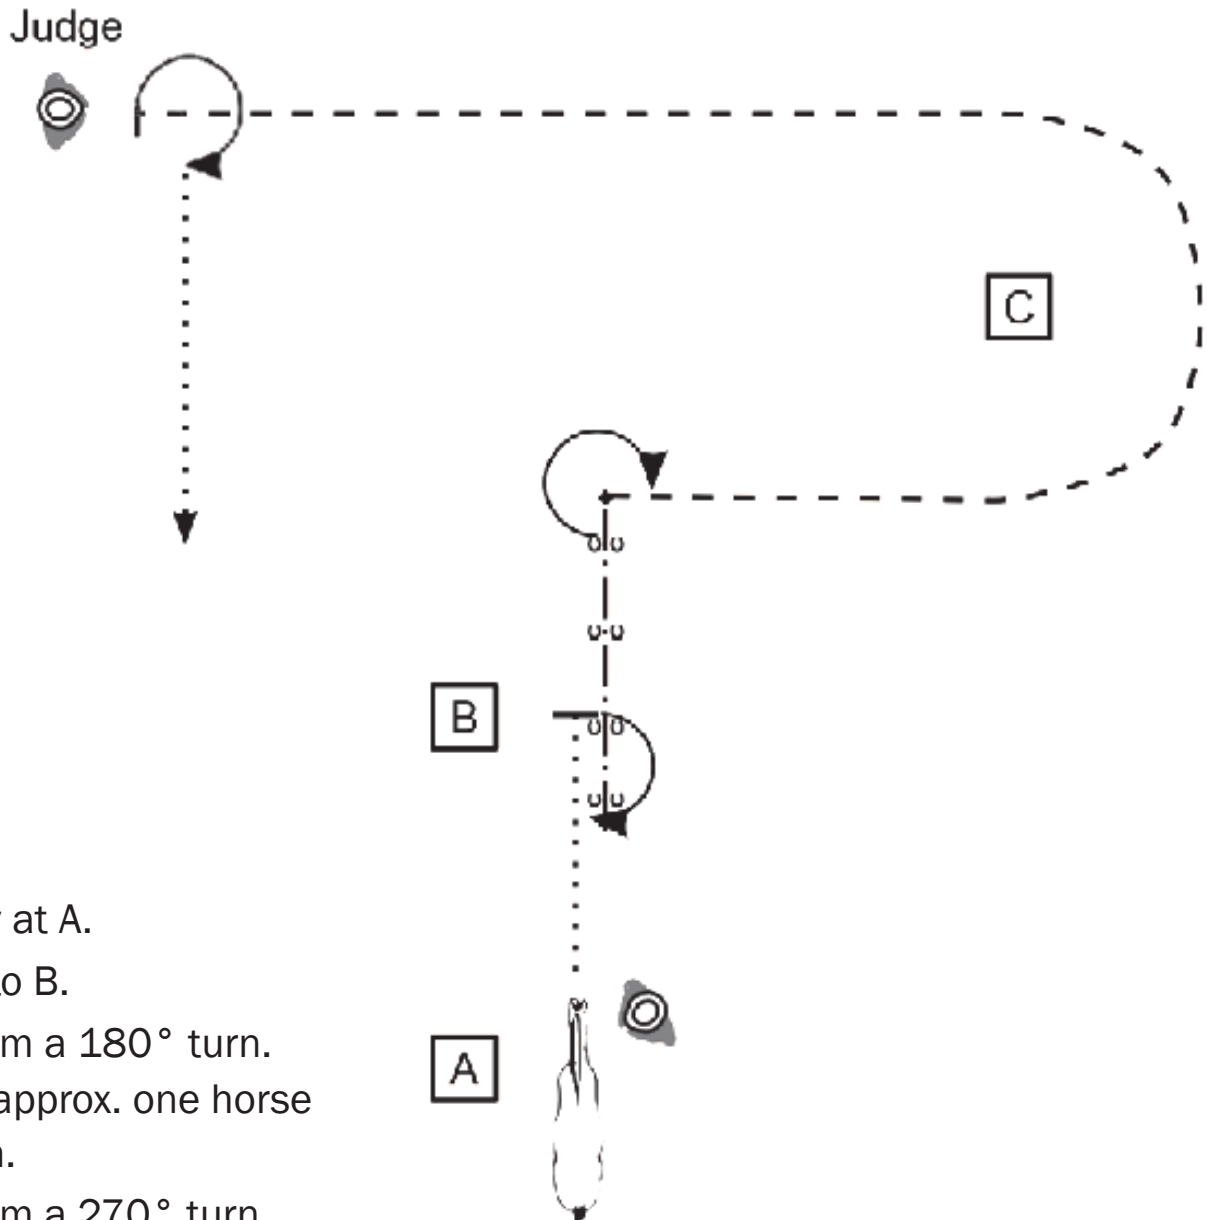 Judge
C
B
at A.
B.
a 180° turn.
approx. one horse
A
a 270° turn